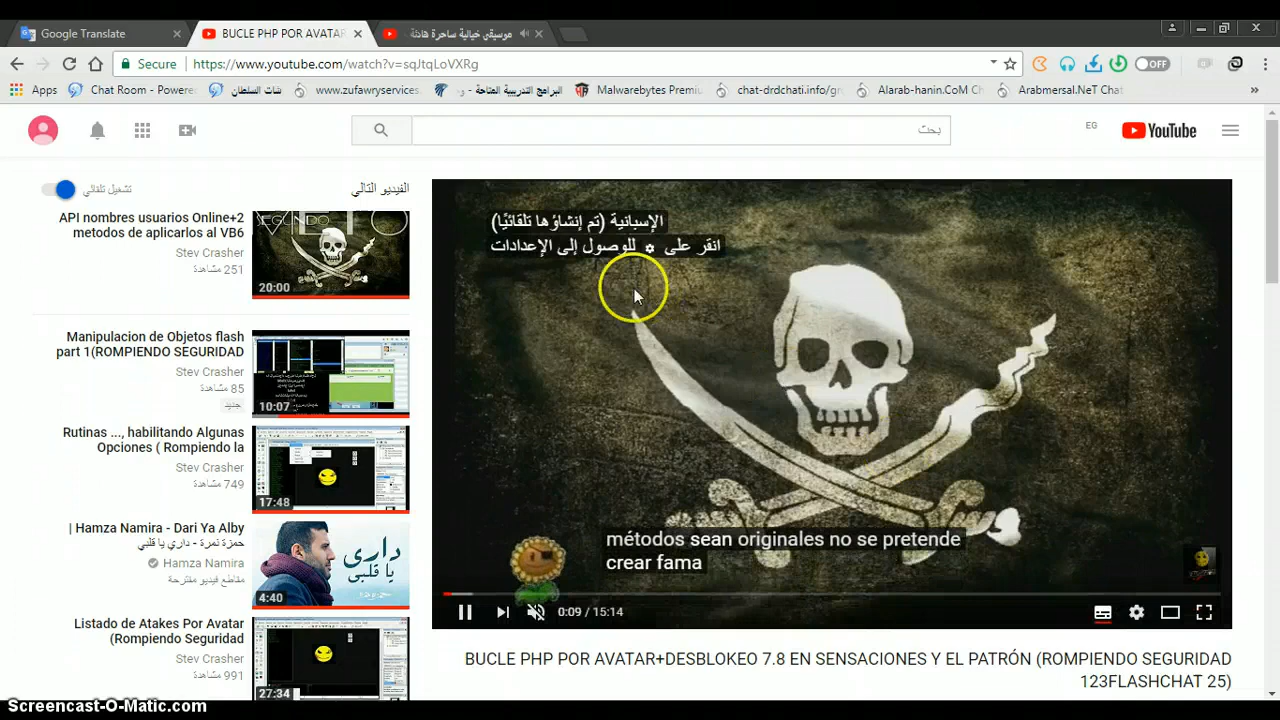 Google Translate
BUCLE PHP POR AVATAR
موسيقى خيالية ساحرة هادئة
Secure
https://www.youtube.com/watch?v=sqJtqLoVXRg
OFF
Apps
Chat Room - Powere
شات السلطان
www.zufawryservices.
البرامج التدريبية المتاحة - رو
Malwarebytes Premiu
chat-drdchati.info/gr
Alarab-hanin.CoM Ch
Arabmersal.NeT Cha
بحث
EG
YouTube
تشغيل تلقائي
الفيديو التالي
API nombres usuarios Online+2
metodos de aplicarlos al VB6
Stev Crasher
251 مشاهدة
SEGUNDO
20:00
Manipulacion de Objetos flash
part 1(ROMPIENDO SEGURIDAD
Stev Crasher
85 مشاهدة
جديد
10:07
Rutinas ..., habilitando Algunas
Opciones ( Rompiendo la
Stev Crasher
749 مشاهدة
17:48
Hamza Namira - Dari Ya Alby |
حمزة نمرة - داري يا قلبي
Hamza Namira
مقاطع فيديو مقترحة
دارى
يا قلبي
4:40
Listado de Atakes Por Avatar
(Rompiendo Seguridad
Stev Crasher
991 مشاهدة
27:34
الإسبانية (تم إنشاؤها تلقائيًا)
انقر على للوصول إلى الإعدادات
métodos sean originales no se pretende
crear fama
0:09 / 15:14
BUCLE PHP POR AVATAR+DESBLOKEO 7.8 EN SENSACIONES Y EL PATRÓN (ROMPIENDO SEGURIDAD
123FLASHCHAT 25)
Screencast-O-Matic.com